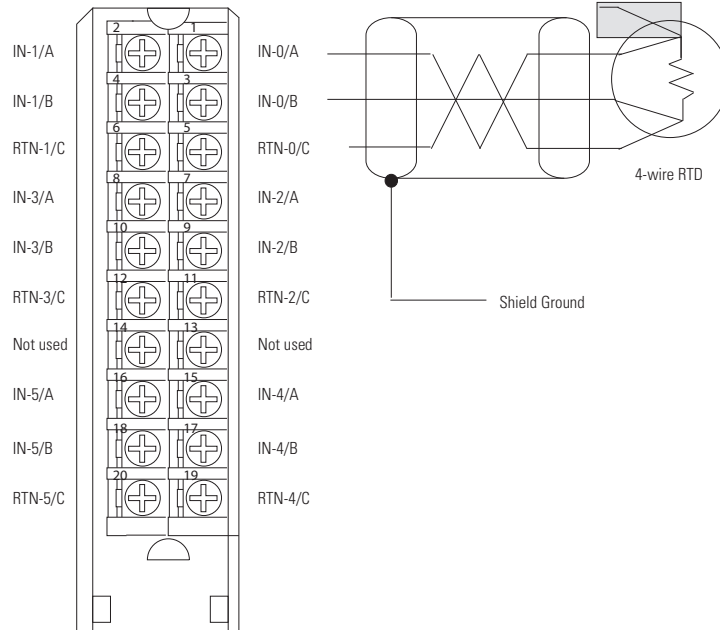 2 1
IN-1/A IN-0/A
4 3
IN-1/B IN-0/B
6 5
RTN-1/C RTN-0/C
4-wire RTD
8 7
IN-3/A IN-2/A
10 9
IN-3/B IN-2/B
12 11
RTN-3/C RTN-2/C
Shield Ground
14 13
Not used Not used
16 15
IN-5/A IN-4/A
18 17
IN-5/B IN-4/B
20 19
RTN-5/C RTN-4/C